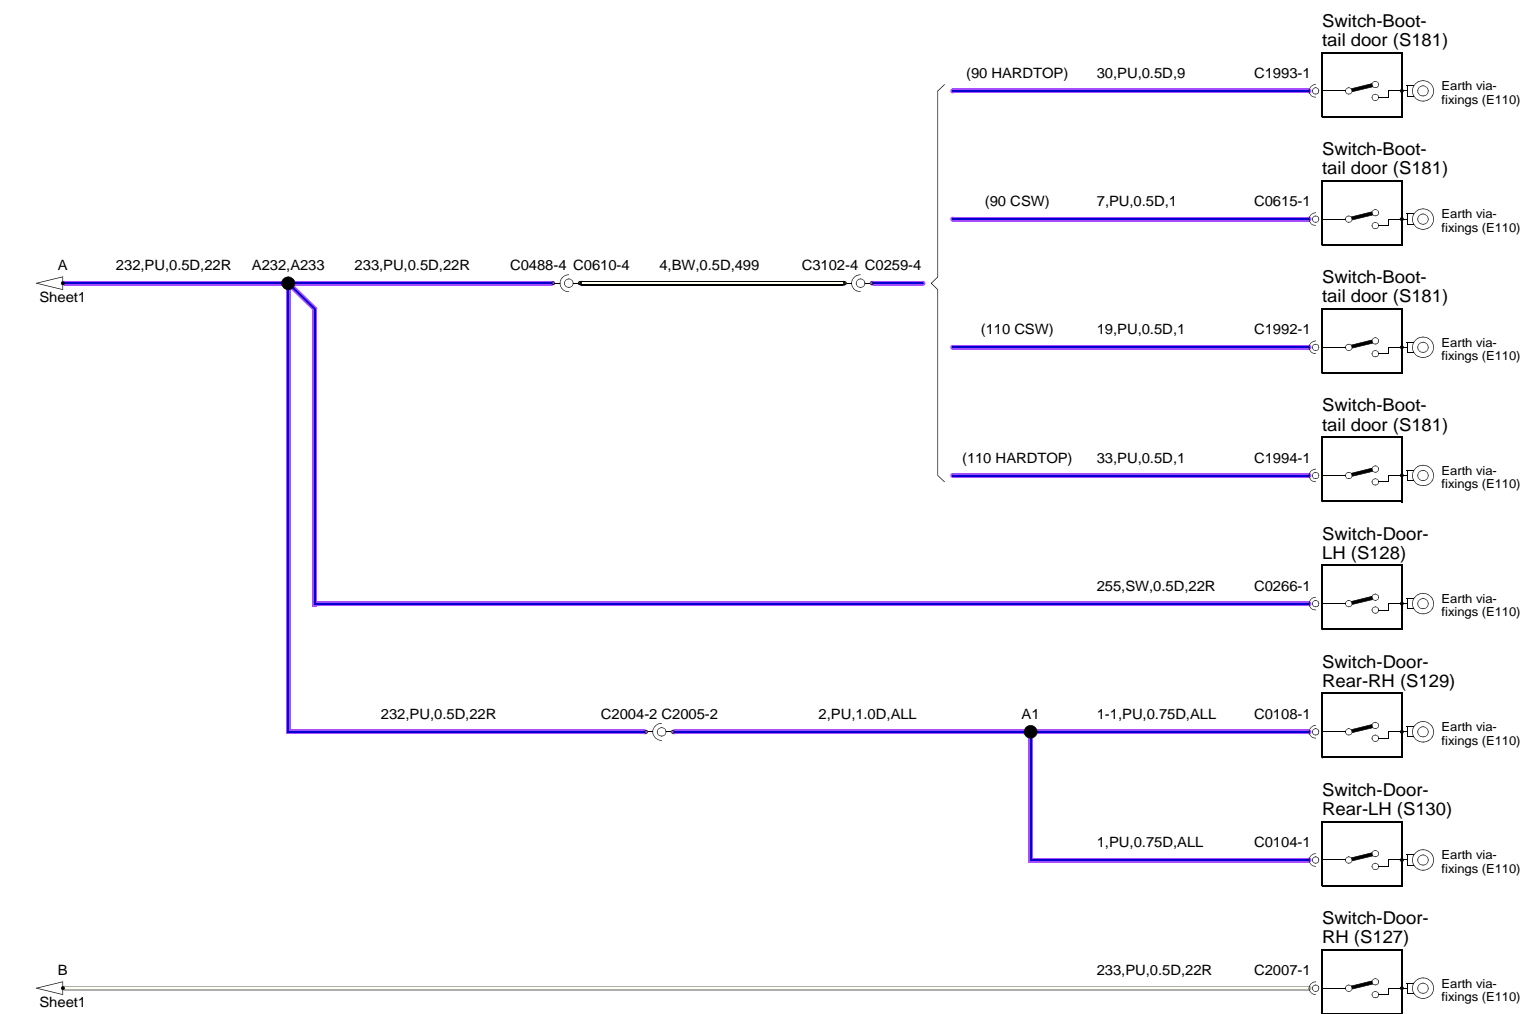 Switch-Boot-
tail door (S181)
(90 HARDTOP) 30,PU,0.5D,9 C1993-1
Earth via-
fixings (E110)
Switch-Boot-
tail door (S181)
(90 CSW) 7,PU,0.5D,1 C0615-1
Earth via-
fixings (E110)
A 232,PU,0.5D,22R A232,A233 233,PU,0.5D,22R C0488-4 C0610-4 4,BW,0.5D,499 C3102-4 C0259-4
Sheet1
Switch-Boot-
tail door (S181)
(110 CSW) 19,PU,0.5D,1 C1992-1
Earth via-
fixings (E110)
Switch-Boot-
tail door (S181)
(110 HARDTOP) 33,PU,0.5D,1 C1994-1
Earth via-
fixings (E110)
Switch-Door-
LH (S128)
255,SW,0.5D,22R C0266-1
Earth via-
fixings (E110)
Switch-Door-
Rear-RH (S129)
232,PU,0.5D,22R C2004-2 C2005-2 2,PU,1.0D,ALL A1 1-1,PU,0.75D,ALL C0108-1
Earth via-
fixings (E110)
Switch-Door-
Rear-LH (S130)
1,PU,0.75D,ALL C0104-1
Earth via-
fixings (E110)
Switch-Door-
RH (S127)
B 233,PU,0.5D,22R C2007-1
Sheet1
Earth via-
fixings (E110)